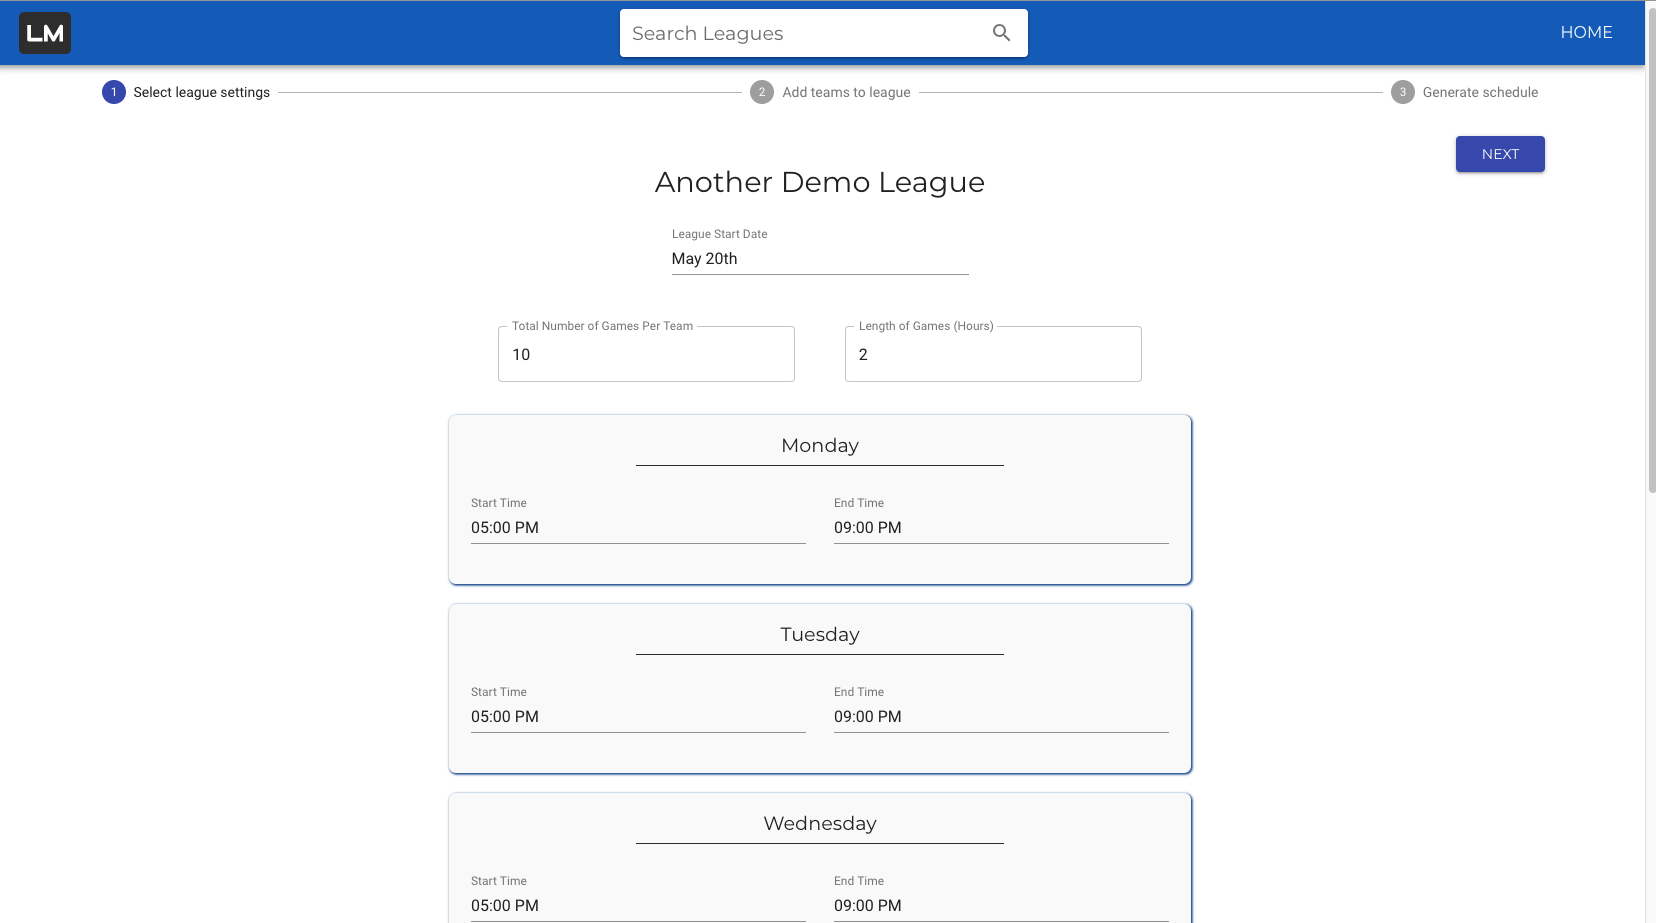 LM
Search Leagues
HOME
1 Select league settings
2 Add teams to league
3 Generate schedule
NEXT
Another Demo League
League Start Date
May 20th
Total Number of Games Per Team
10
Length of Games (Hours)
2
Monday
Start Time
05:00 PM
End Time
09:00 PM
Tuesday
Start Time
05:00 PM
End Time
09:00 PM
Wednesday
Start Time
05:00 PM
End Time
09:00 PM